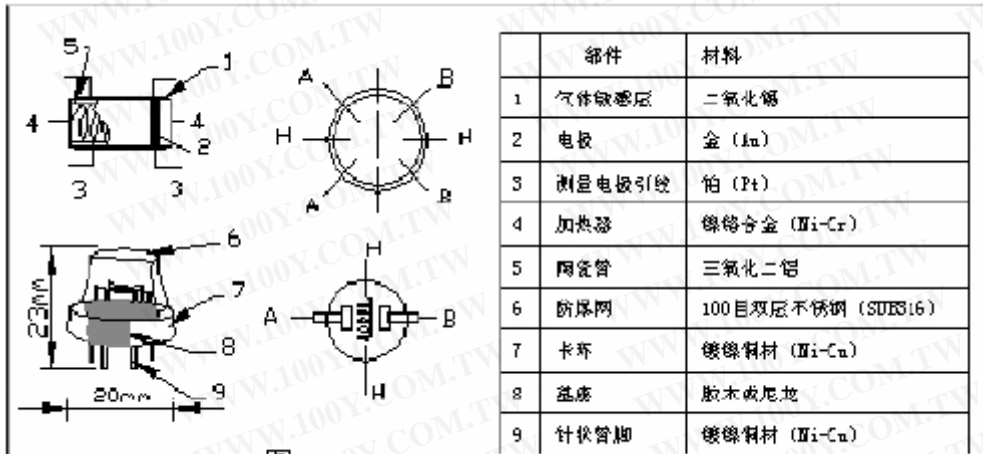 5
1
4
4
2
3
3
A
B
H
H
A
B
6
7
8
9
23mm
20mm
H
A
B
H
部件 材料
1 气体敏感层 二氧化锡
2 电极 金（Au）
3 测量电极引线 铂（Pt）
4 加热器 镍铬合金（Ni-Cr）
5 陶瓷管 三氧化二铝
6 防爆网 100目双层不锈钢（SUB316）
7 卡环 镀镍铜材（Ni-Cu）
8 基座 胶木或尼龙
9 针状管脚 镀镍铜材（Ni-Cu）
WWW.100Y.COM.TW